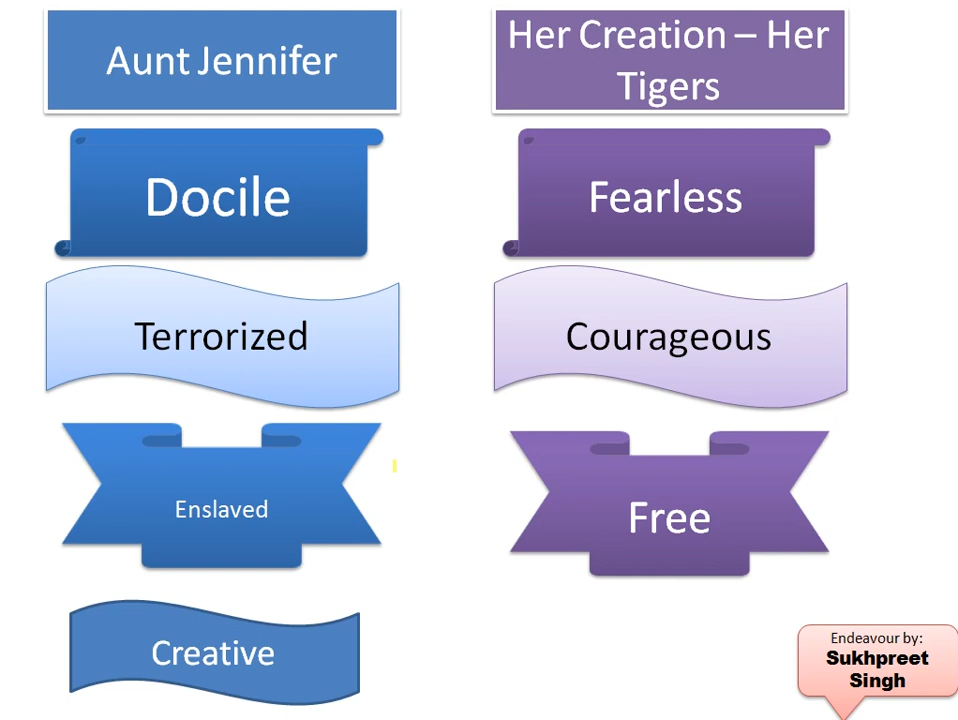 Aunt Jennifer
Her Creation – Her
Tigers
Docile
Fearless
Terrorized
Courageous
Enslaved
Free
Creative
Endeavour by:
Sukhpreet
Singh